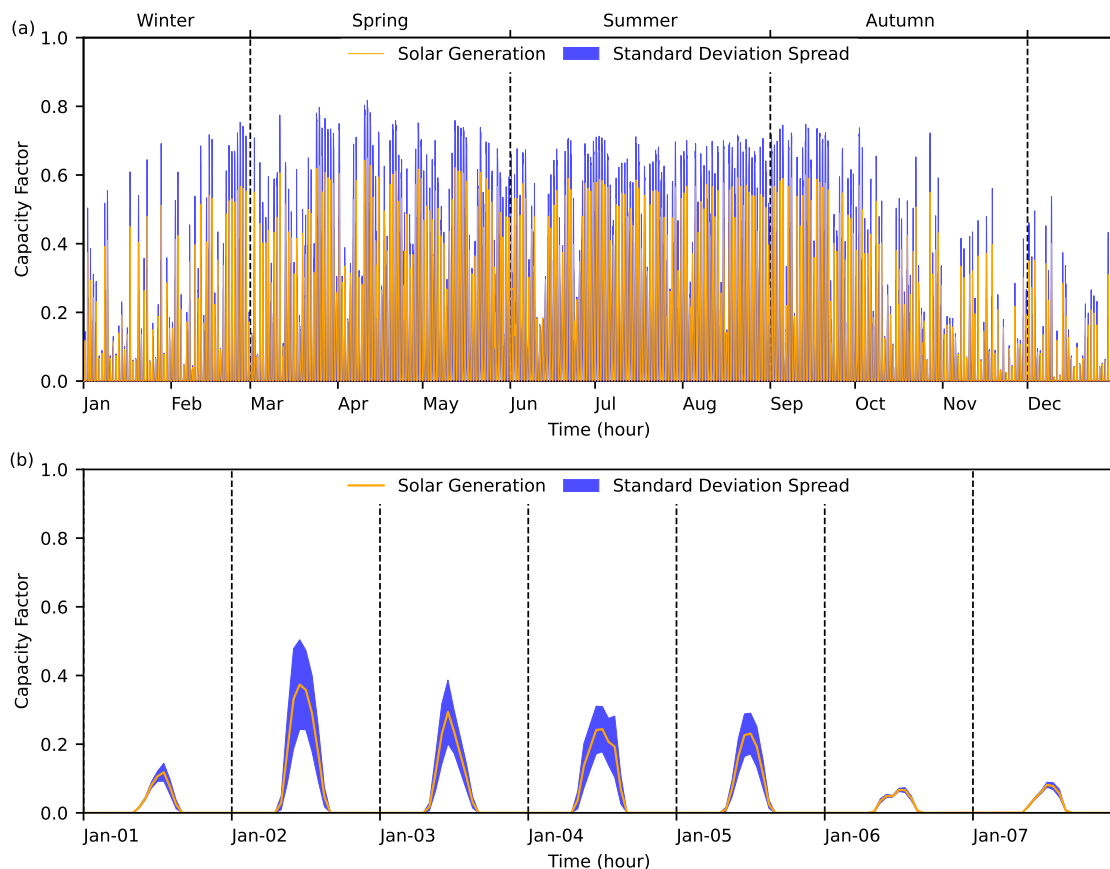 Winter Spring Summer Autumn
(a)
1.0
Solar Generation Standard Deviation Spread
0.8
0.6
0.4
0.2
0.0
Capacity Factor
Jan Feb Mar Apr May Jun Jul Aug Sep Oct Nov Dec
Time (hour)
(b)
1.0
Solar Generation Standard Deviation Spread
0.8
0.6
0.4
0.2
0.0
Capacity Factor
Jan-01 Jan-02 Jan-03 Jan-04 Jan-05 Jan-06 Jan-07
Time (hour)